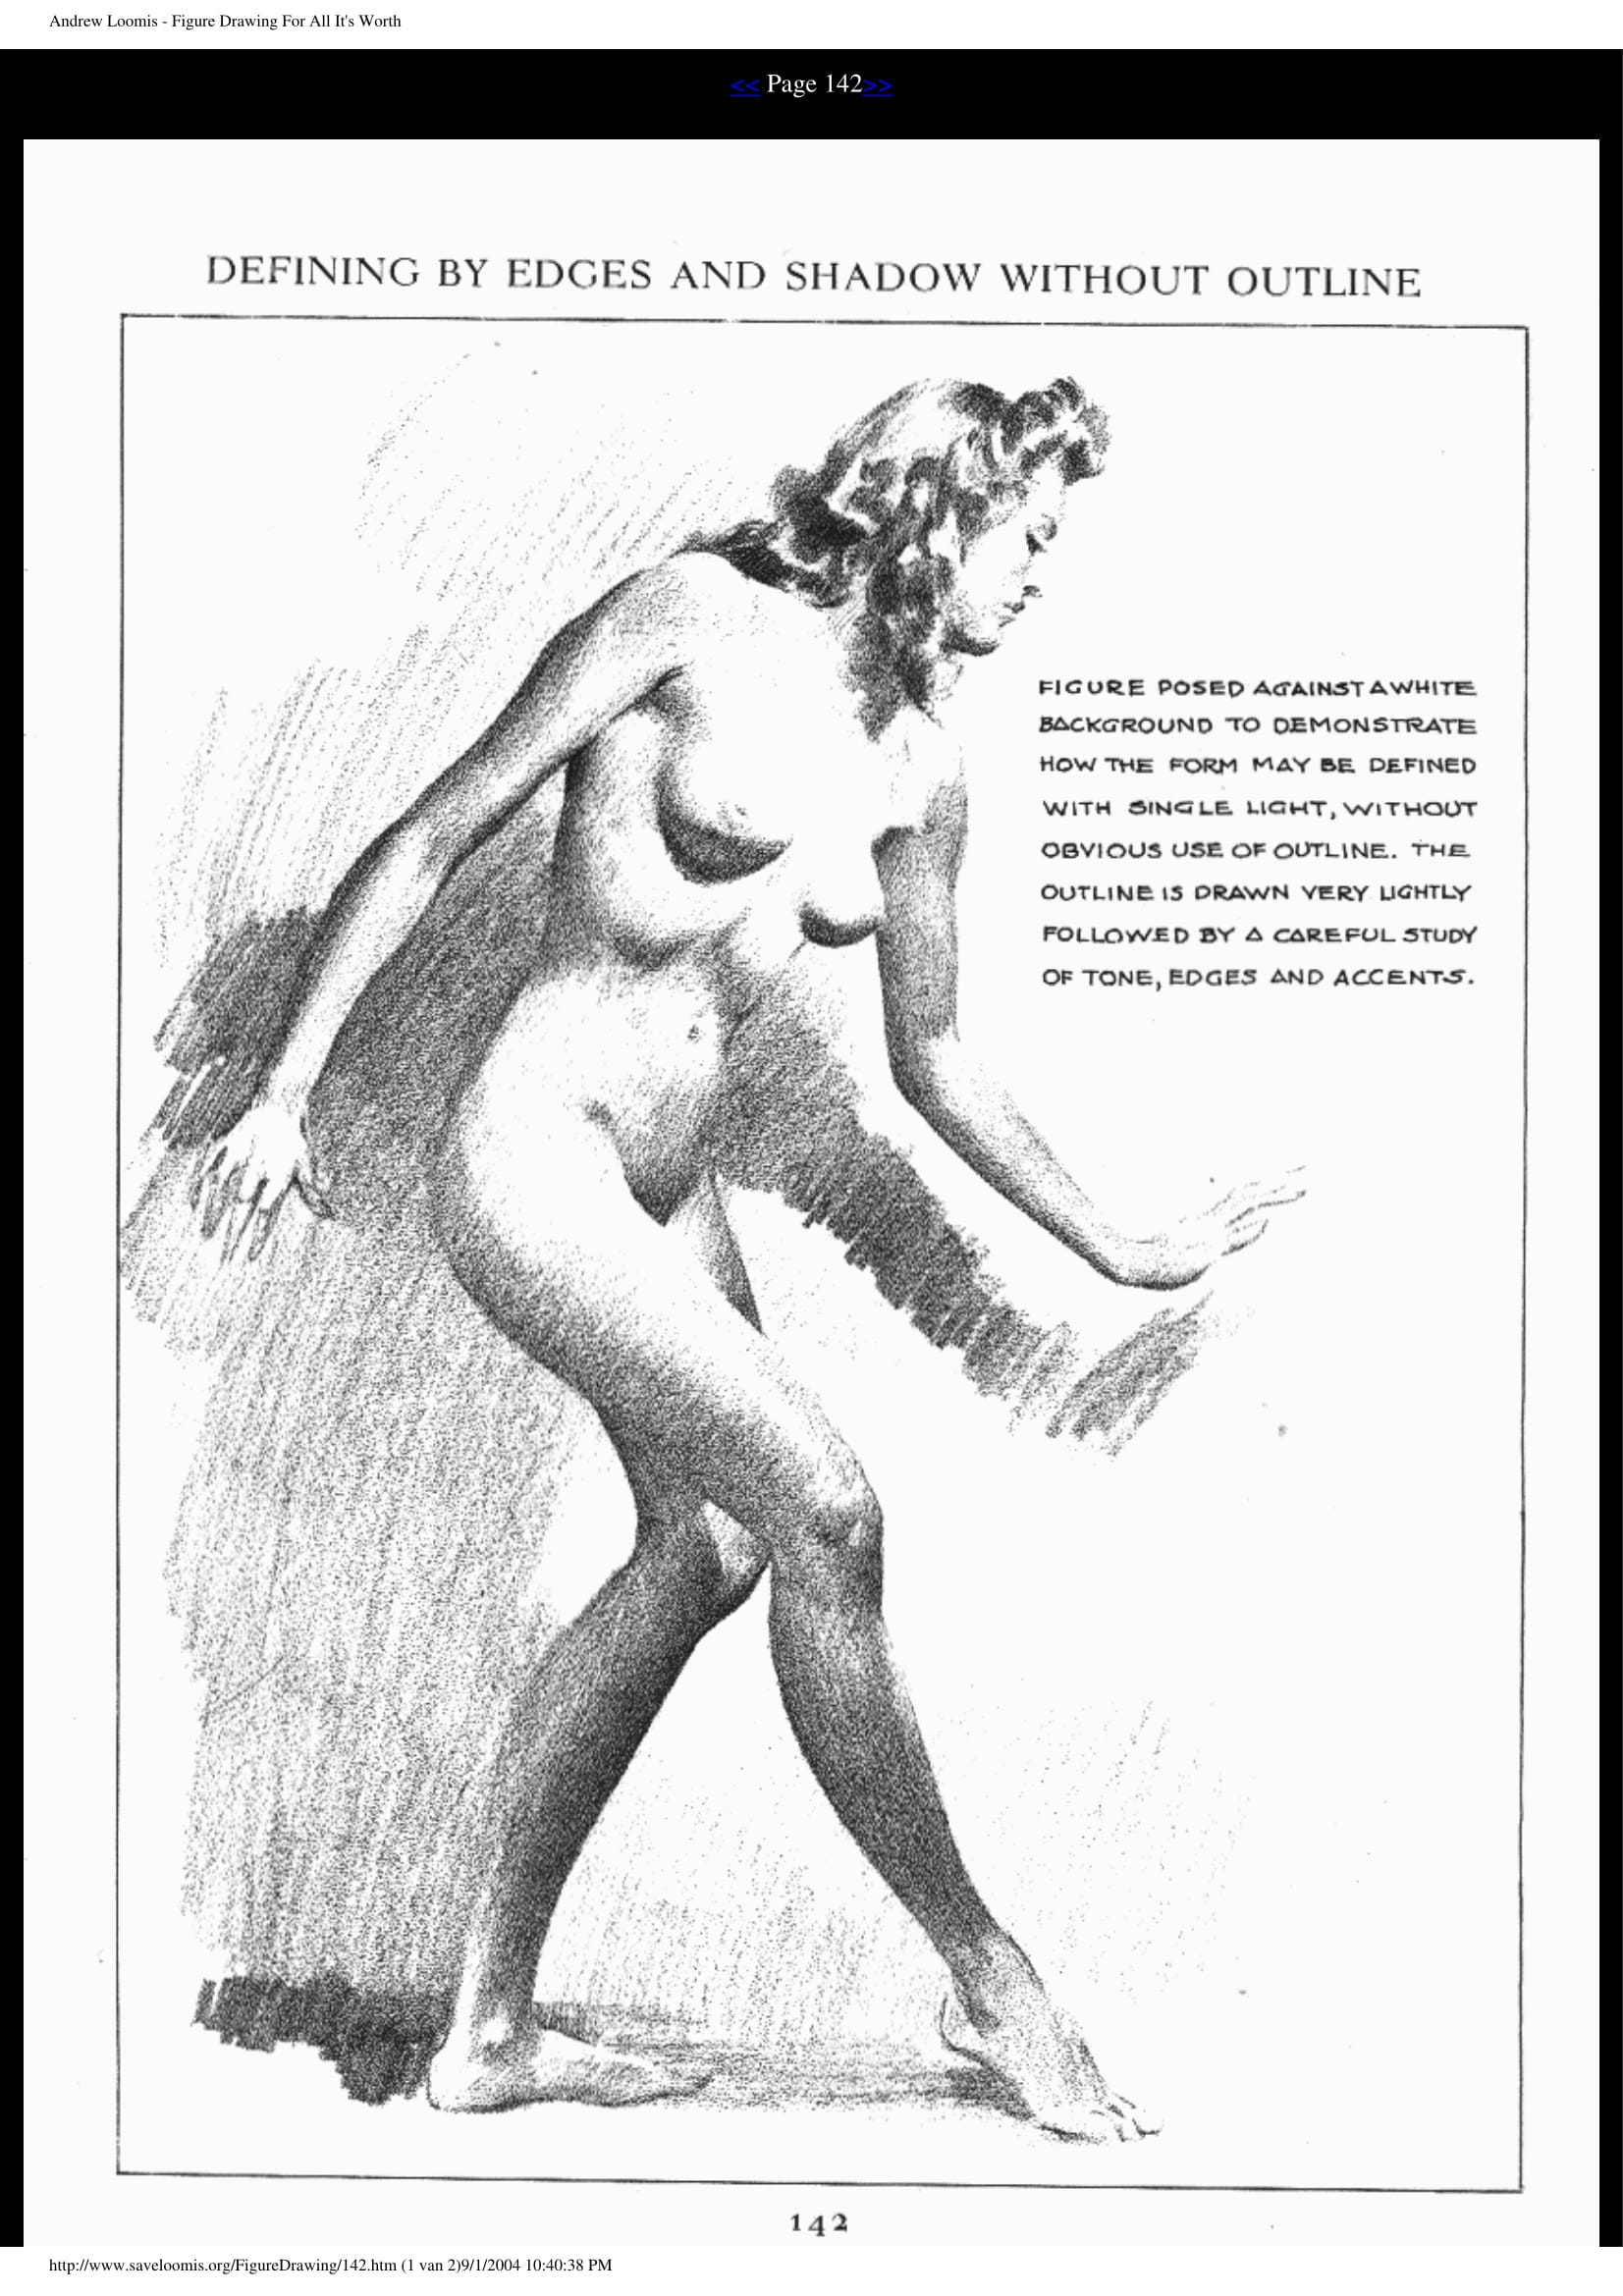 Andrew Loomis - Figure Drawing For All It's Worth
<< Page 142>>
DEFINING BY EDGES AND SHADOW WITHOUT OUTLINE
FIGURE POSED AGAINST A WHITE
BACKGROUND TO DEMONSTRATE
HOW THE FORM MAY BE DEFINED
WITH SINGLE LIGHT, WITHOUT
OBVIOUS USE OF OUTLINE. THE
OUTLINE IS DRAWN VERY LIGHTLY
FOLLOWED BY A CAREFUL STUDY
OF TONE, EDGES AND ACCENTS.
142
http://www.saveloomis.org/FigureDrawing/142.htm (1 van 2)9/1/2004 10:40:38 PM